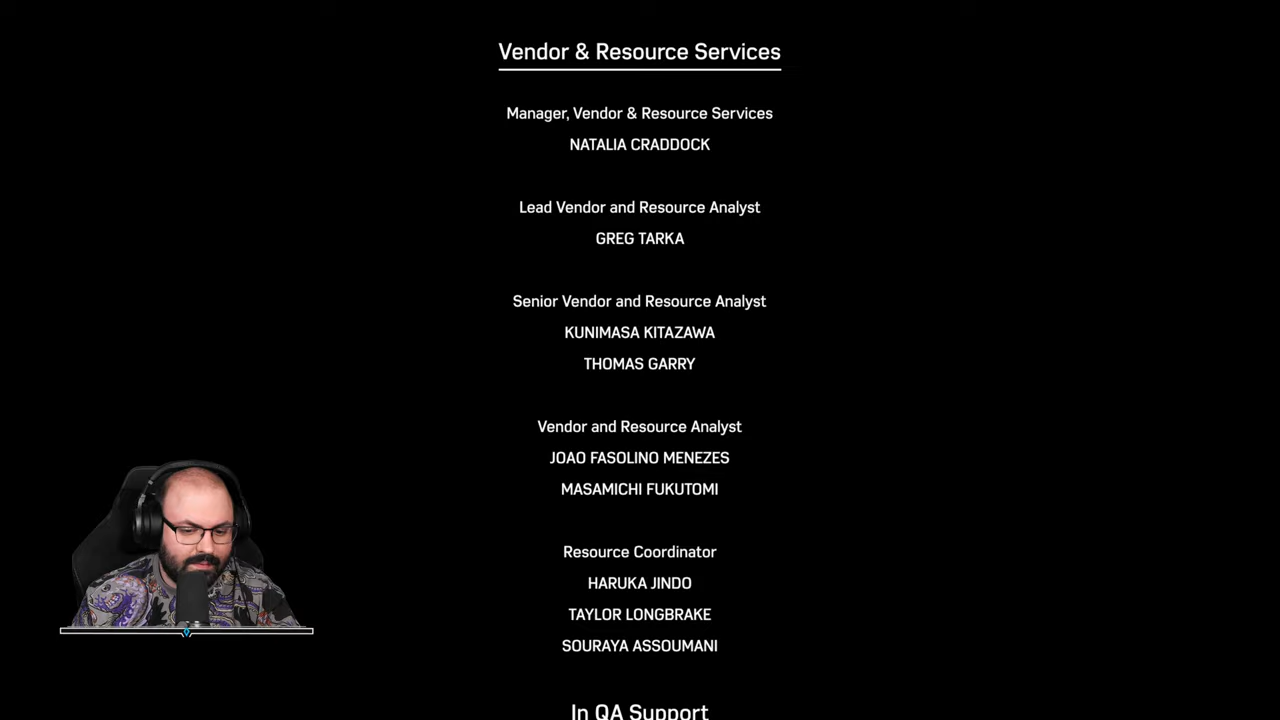 Vendor & Resource Services
Manager, Vendor & Resource Services
NATALIA CRADDOCK
Lead Vendor and Resource Analyst
GREG TARKA
Senior Vendor and Resource Analyst
KUNIMASA KITAZAWA
THOMAS GARRY
Vendor and Resource Analyst
JOAO FASOLINO MENEZES
MASAMICHI FUKUTOMI
Resource Coordinator
HARUKA JINDO
TAYLOR LONGBRAKE
SOURAYA ASSOUMANI
In QA Support